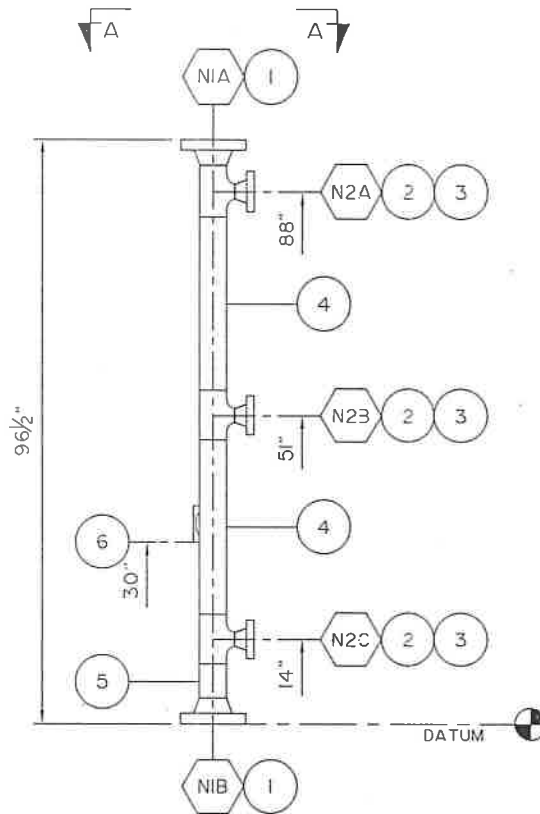 A A
N1A 1
N2A 2 3
88"
4
96½"
N2B 2 3
51"
4
6
30"
N2C 2 3
14"
5
DATUM
N1B 1